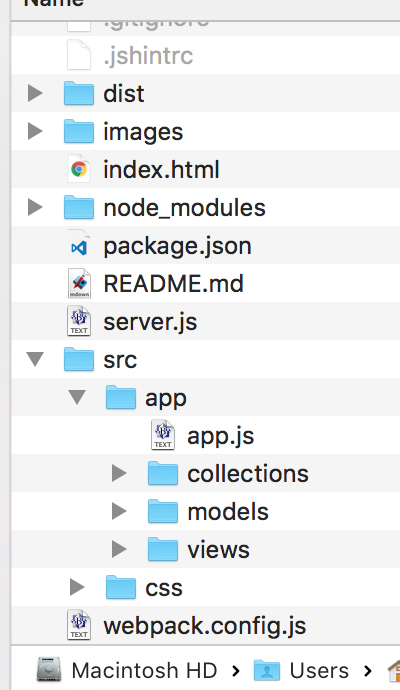 Name
.gitignore
.jshintrc
dist
images
index.html
node_modules
package.json
README.md
server.js
src
app
app.js
collections
models
views
css
webpack.config.js
Macintosh HD › Users ›